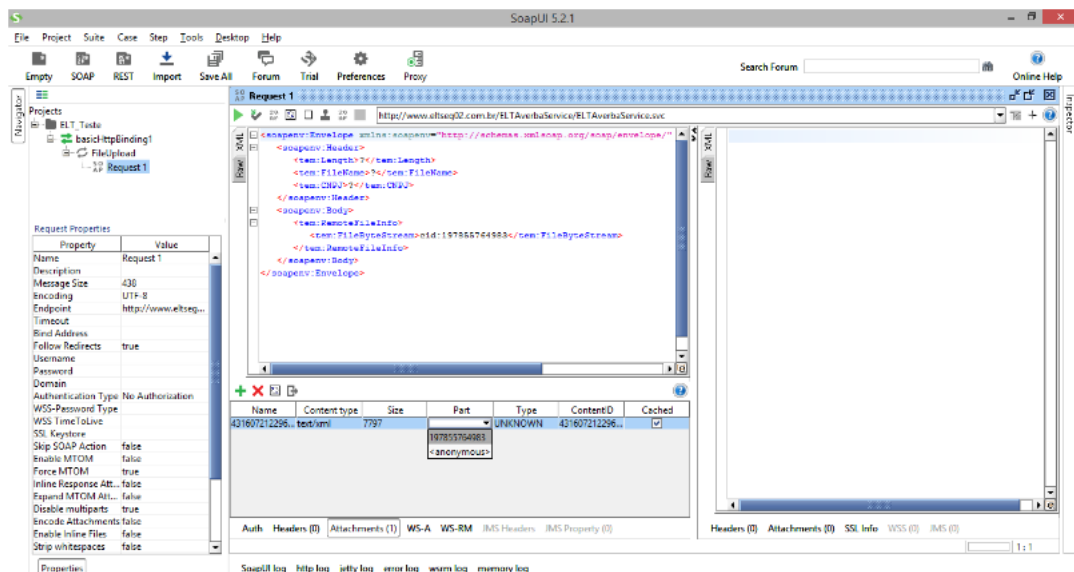 SoapUI 5.2.1
File Project Suite Case Step Tools Desktop Help
Empty SOAP REST Import Save All Forum Trial Preferences Proxy
Search Forum
Online Help
Navigator
Projects
ELT_Teste
basicHttpBinding1
FileUpload
Request 1
Request 1
http://www.eltseg02.com.br/ELTAverbaService/ELTAverbaService.svc
Inspector
XML
Raw
<soapenv:Envelope xmlns:soapenv="http://schemas.xmlsoap.org/soap/envelope/"
<soapenv:Header>
<tem:Length>?</tem:Length>
<tem:FileName>?</tem:FileName>
<tem:CNPJ>?</tem:CNPJ>
</soapenv:Header>
<soapenv:Body>
<tem:RemoteFileInfo>
<tem:FileByteStream>cid:197855764983</tem:FileByteStream>
</tem:RemoteFileInfo>
</soapenv:Body>
</soapenv:Envelope>
XML
Raw
Request Properties
Property Value
Name Request 1
Description
Message Size 438
Encoding UTF-8
Endpoint http://www.eltseg...
Timeout
Bind Address
Follow Redirects true
Username
Password
Domain
Authentication Type No Authorization
WSS-Password Type
WSS TimeToLive
SSL Keystore
Skip SOAP Action false
Enable MTOM false
Force MTOM true
Inline Response Att... false
Expand MTOM Att... false
Disable multiparts true
Encode Attachments false
Enable Inline Files false
Strip whitespaces false
Properties
Name Content type Size Part Type ContentID Cached
431607212296... text/xml 7797 UNKNOWN 431607212296...
197855764983
<anonymous>
Auth Headers (0) Attachments (1) WS-A WS-RM JMS Headers JMS Property (0)
Headers (0) Attachments (0) SSL Info WSS (0) JMS (0)
1 : 1
SoapUI log http log jetty log error log wsrm log memory log